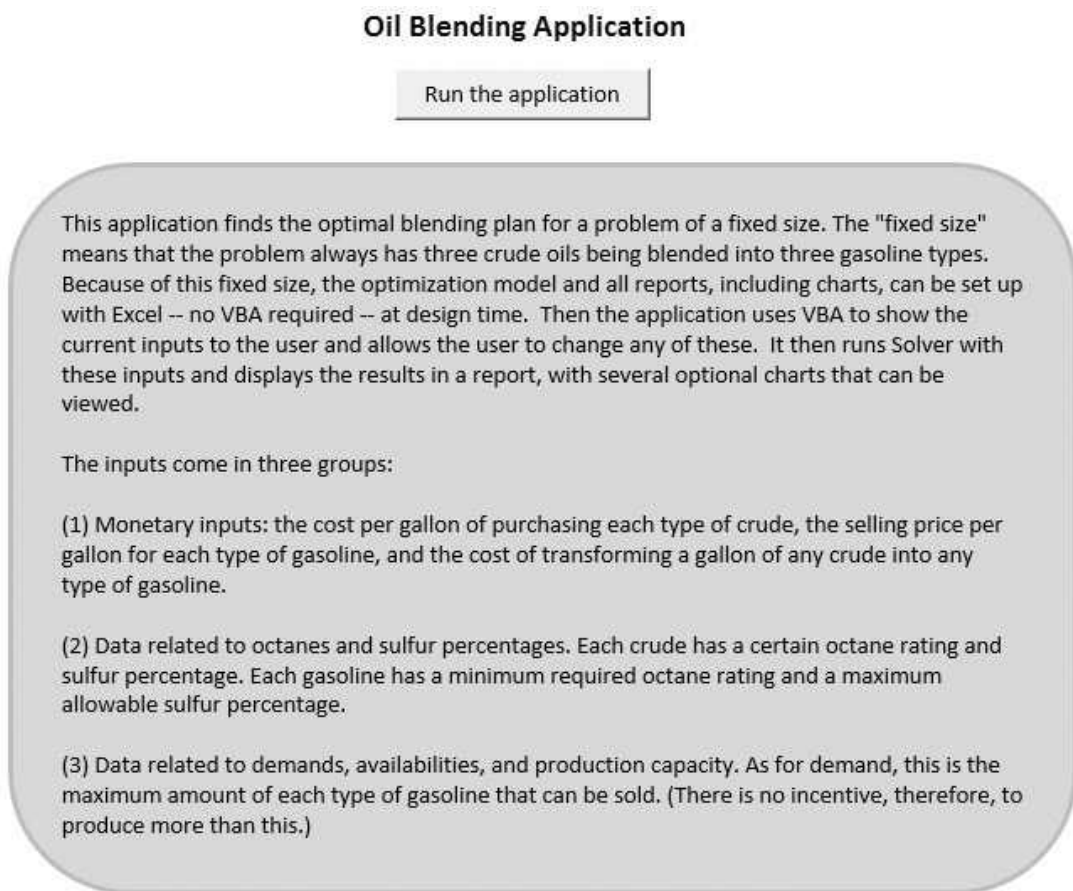 Oil Blending Application
Run the application
This application finds the optimal blending plan for a problem of a fixed size. The "fixed size"
means that the problem always has three crude oils being blended into three gasoline types.
Because of this fixed size, the optimization model and all reports, including charts, can be set up
with Excel -- no VBA required -- at design time.  Then the application uses VBA to show the
current inputs to the user and allows the user to change any of these.  It then runs Solver with
these inputs and displays the results in a report, with several optional charts that can be
viewed.
The inputs come in three groups:
(1) Monetary inputs: the cost per gallon of purchasing each type of crude, the selling price per
gallon for each type of gasoline, and the cost of transforming a gallon of any crude into any
type of gasoline.
(2) Data related to octanes and sulfur percentages. Each crude has a certain octane rating and
sulfur percentage. Each gasoline has a minimum required octane rating and a maximum
allowable sulfur percentage.
(3) Data related to demands, availabilities, and production capacity. As for demand, this is the
maximum amount of each type of gasoline that can be sold. (There is no incentive, therefore, to
produce more than this.)